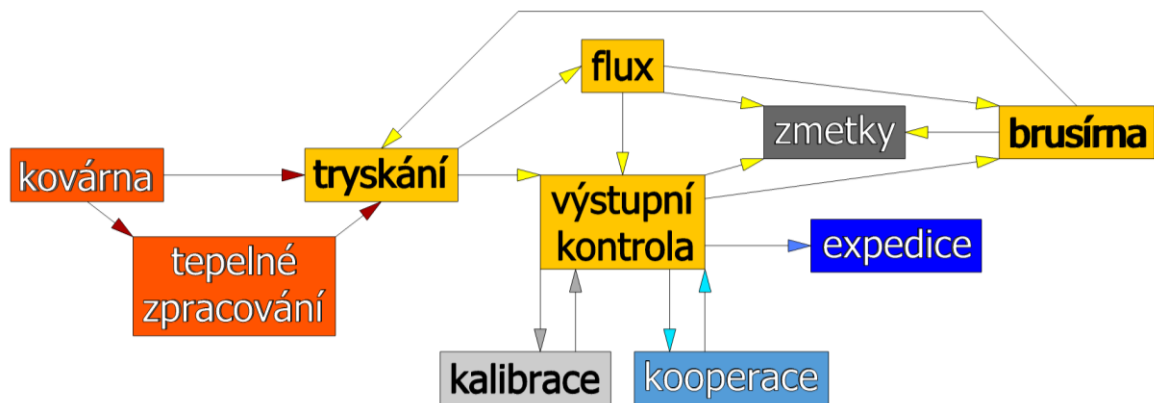 flux
zmetky
brusírna
kovárna
tryskání
výstupní
kontrola
expedice
tepelné
zpracování
kalibrace
kooperace